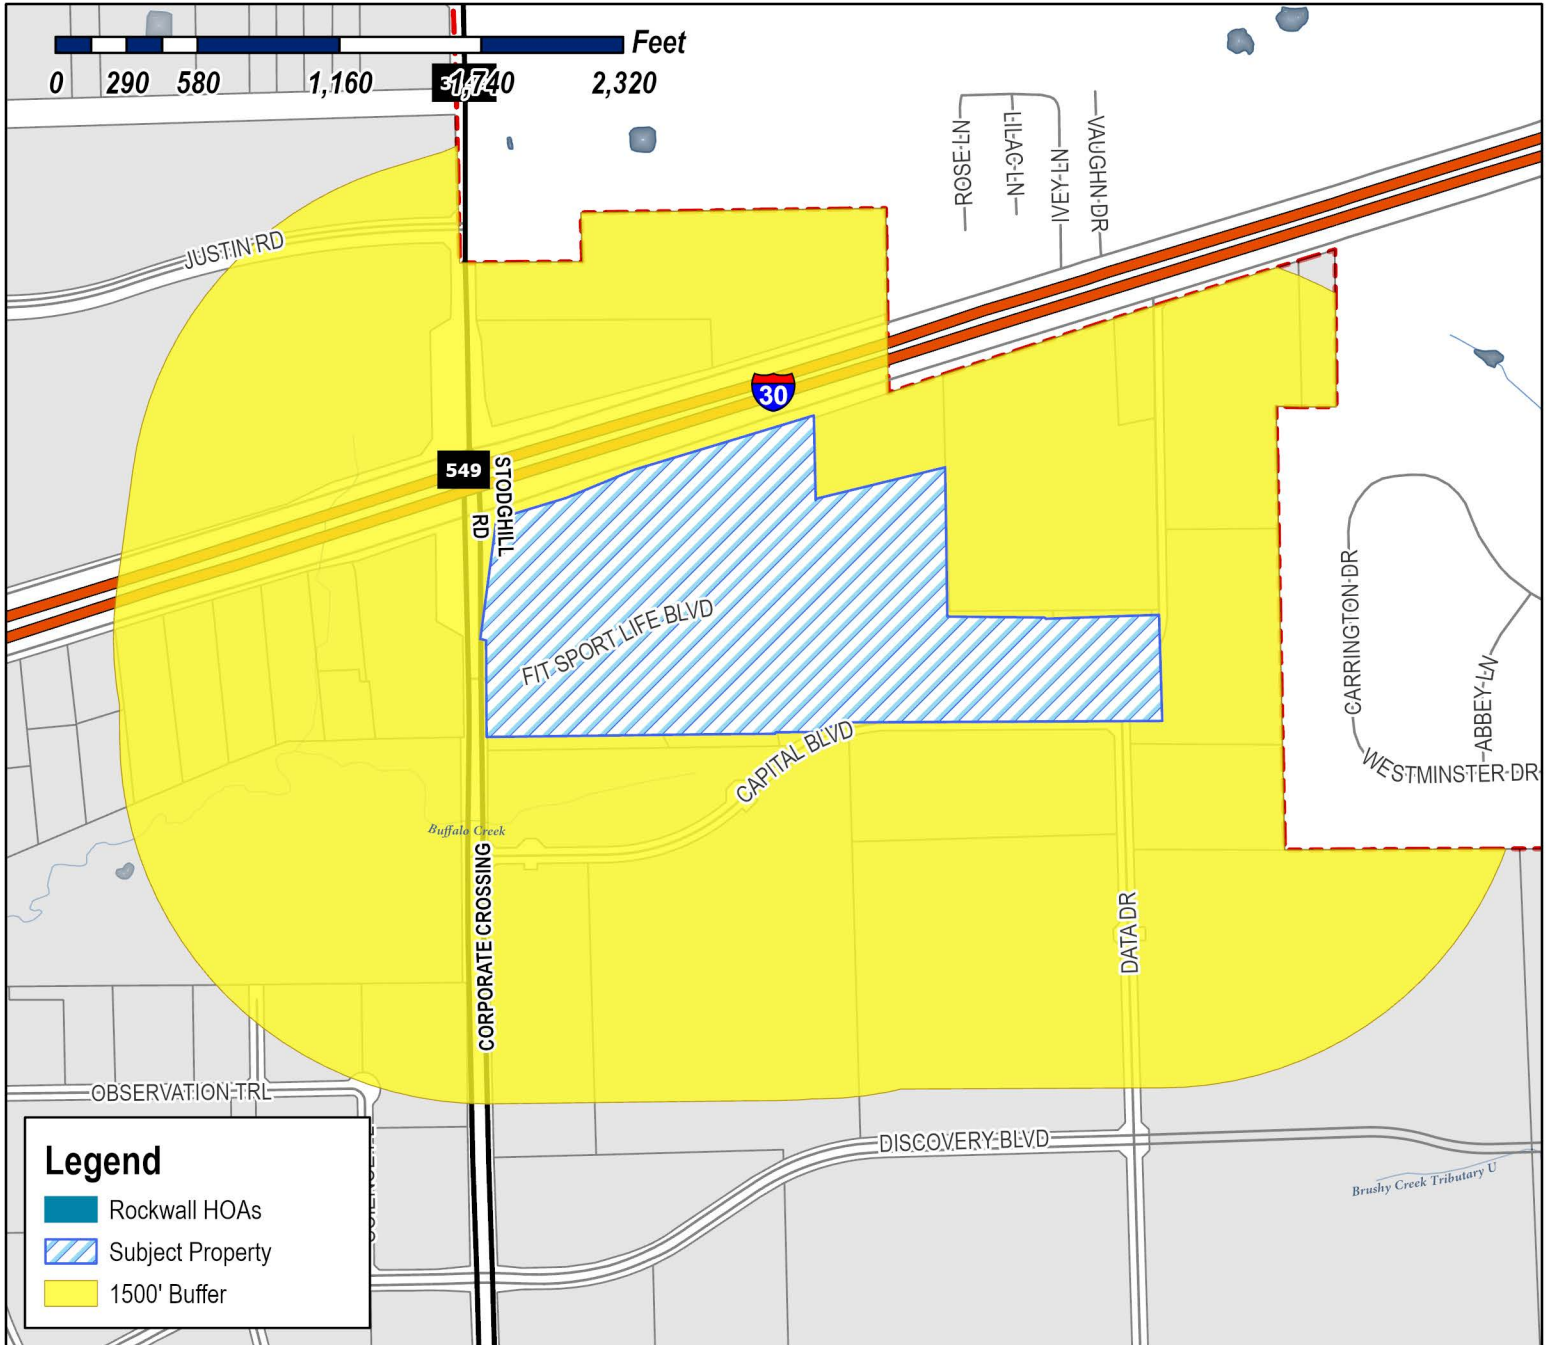 Feet
0 290 580 1,160 1,740 2,320
ROSE LN
LILAC LN
IVEY LN
VAUGHN DR
JUSTIN RD
30
549
STODGHILL
RD
FIT SPORT LIFE BLVD
CARRINGTON DR
ABBEY LN
WESTMINSTER DR
CAPITAL BLVD
Buffalo Creek
CORPORATE CROSSING
DATA DR
OBSERVATION TRL
DISCOVERY BLVD
Brushy Creek Tributary U
Legend
Rockwall HOAs
Subject Property
1500' Buffer